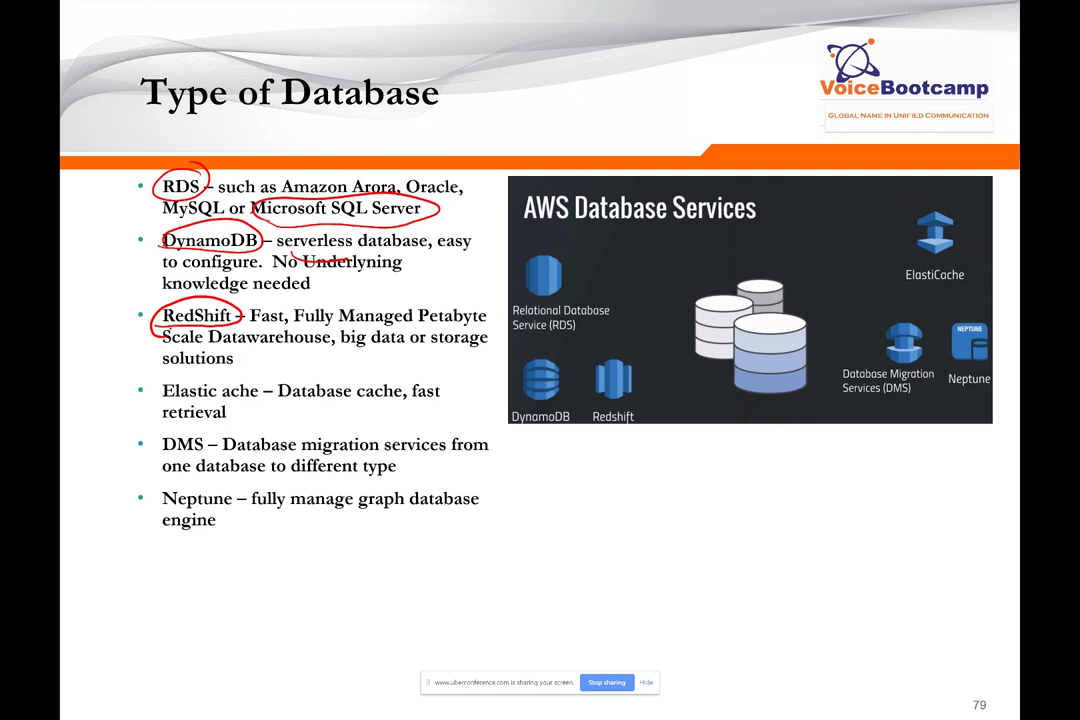 Type of Database
VoiceBootcamp
GLOBAL NAME IN UNIFIED COMMUNICATION
• RDS – such as Amazon Arora, Oracle,
MySQL or Microsoft SQL Server
• DynamoDB – serverless database, easy
to configure. No Underlyning
knowledge needed
• RedShift – Fast, Fully Managed Petabyte
Scale Datawarehouse, big data or storage
solutions
• Elastic ache – Database cache, fast
retrieval
• DMS – Database migration services from
one database to different type
• Neptune – fully manage graph database
engine
AWS Database Services
ElastiCache
Relational Database
Service (RDS)
NEPTUNE
Database Migration
Services (DMS)
Neptune
DynamoDB
Redshift
www.uberconference.com is sharing your screen.
Stop sharing
Hide
79